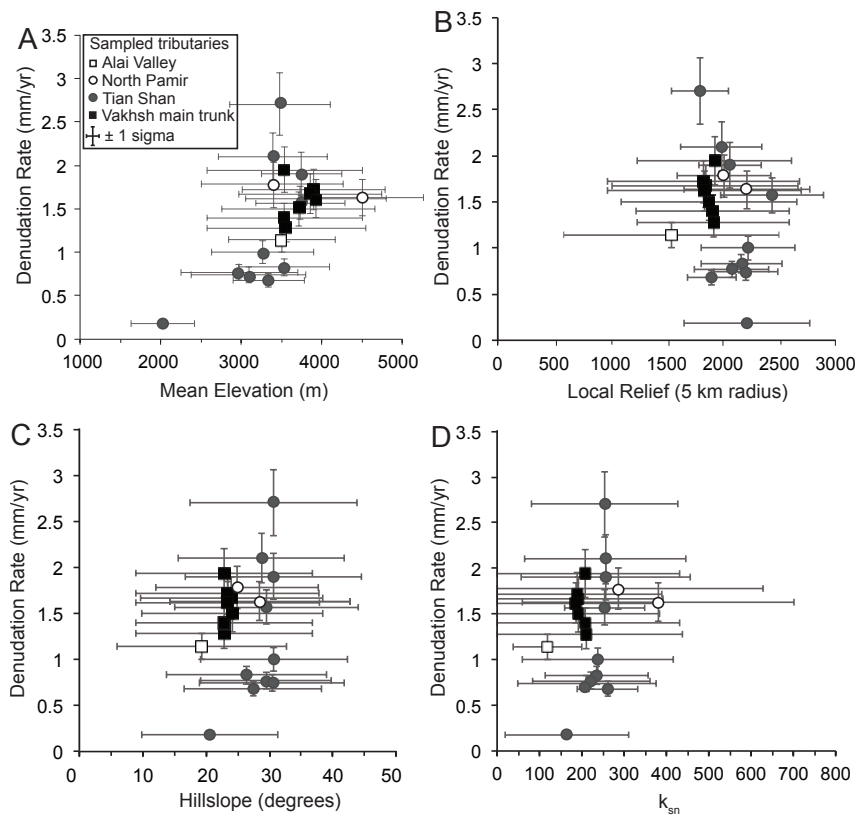 A
Denudation Rate (mm/yr)
3.5
3
2.5
2
1.5
1
0.5
0
Sampled tributaries
Alai Valley
North Pamir
Tian Shan
Vakhsh main trunk
± 1 sigma
1000 2000 3000 4000 5000
Mean Elevation (m)
B
Denudation Rate (mm/yr)
3.5
3
2.5
2
1.5
1
0.5
0
0 500 1000 1500 2000 2500 3000
Local Relief (5 km radius)
C
Denudation Rate (mm/yr)
3.5
3
2.5
2
1.5
1
0.5
0
0 10 20 30 40 50
Hillslope (degrees)
D
Denudation Rate (mm/yr)
3.5
3
2.5
2
1.5
1
0.5
0
0 100 200 300 400 500 600 700 800
ksn